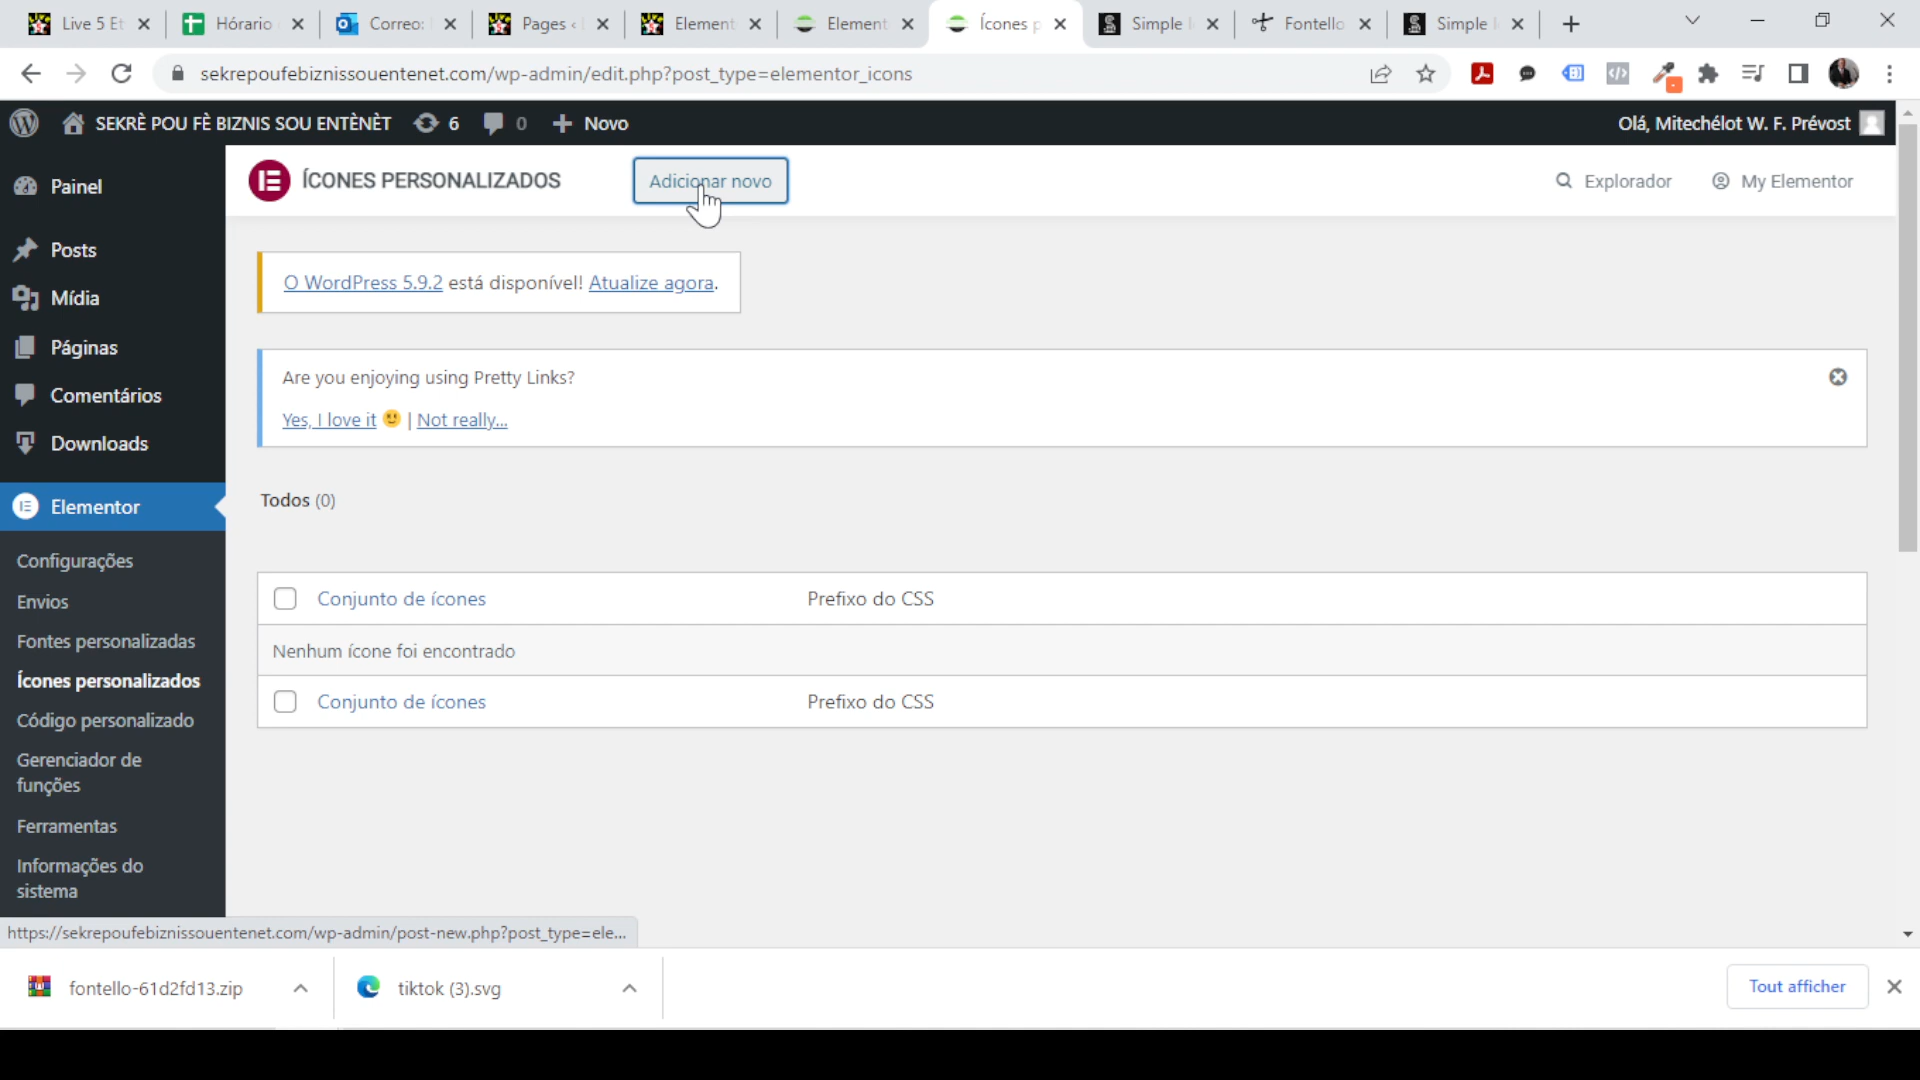 Live 5 Et
Hórario
Correo:
Pages ‹
Element
Element
Ícones p
Simple I
Fontello
Simple I
sekrepoufebiznissouentenet.com/wp-admin/edit.php?post_type=elementor_icons
SEKRÈ POU FÈ BIZNIS SOU ENTÈNÈT
6
0
Novo
Olá, Mitechélot W. F. Prévost
Painel
Posts
Mídia
Páginas
Comentários
Downloads
Elementor
Configurações
Envios
Fontes personalizadas
Ícones personalizados
Código personalizado
Gerenciador de
funções
Ferramentas
Informações do
sistema
ÍCONES PERSONALIZADOS
Adicionar novo
Explorador
My Elementor
O WordPress 5.9.2 está disponível! Atualize agora.
Are you enjoying using Pretty Links?
Yes, I love it 🙂 | Not really...
Todos (0)
Conjunto de ícones
Prefixo do CSS
Nenhum ícone foi encontrado
Conjunto de ícones
Prefixo do CSS
https://sekrepoufebiznissouentenet.com/wp-admin/post-new.php?post_type=ele...
fontello-61d2fd13.zip
tiktok (3).svg
Tout afficher